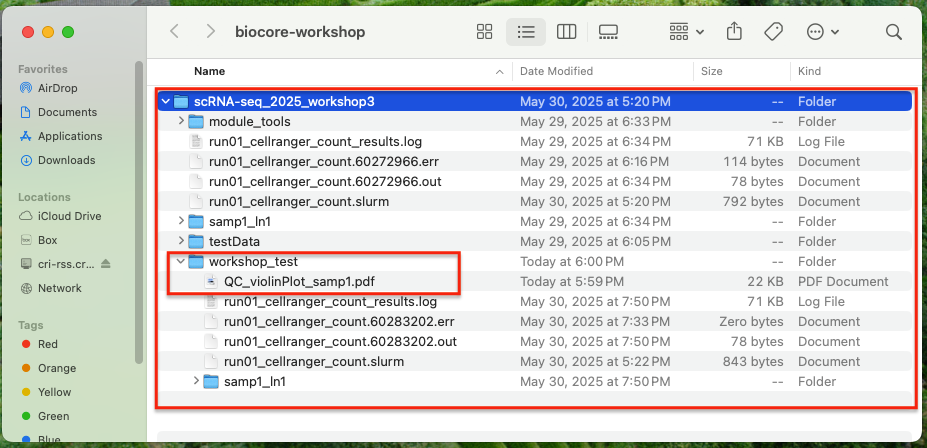 biocore-workshop
Favorites
AirDrop
Documents
Applications
Downloads
Locations
iCloud Drive
Box
cri-rss.cr...
Network
Tags
Red
Orange
Yellow
Green
Blue
Name Date Modified Size Kind
scRNA-seq_2025_workshop3 May 30, 2025 at 5:20 PM -- Folder
module_tools May 29, 2025 at 6:33 PM -- Folder
run01_cellranger_count_results.log May 29, 2025 at 6:34 PM 71 KB Log File
run01_cellranger_count.60272966.err May 29, 2025 at 6:16 PM 114 bytes Document
run01_cellranger_count.60272966.out May 29, 2025 at 6:34 PM 78 bytes Document
run01_cellranger_count.slurm May 30, 2025 at 5:20 PM 792 bytes Document
samp1_ln1 May 29, 2025 at 6:34 PM -- Folder
testData May 29, 2025 at 6:05 PM -- Folder
workshop_test Today at 6:00 PM -- Folder
QC_violinPlot_samp1.pdf Today at 5:59 PM 22 KB PDF Document
run01_cellranger_count_results.log May 30, 2025 at 7:50 PM 71 KB Log File
run01_cellranger_count.60283202.err May 30, 2025 at 7:33 PM Zero bytes Document
run01_cellranger_count.60283202.out May 30, 2025 at 7:50 PM 78 bytes Document
run01_cellranger_count.slurm May 30, 2025 at 5:22 PM 843 bytes Document
samp1_ln1 May 30, 2025 at 7:50 PM -- Folder